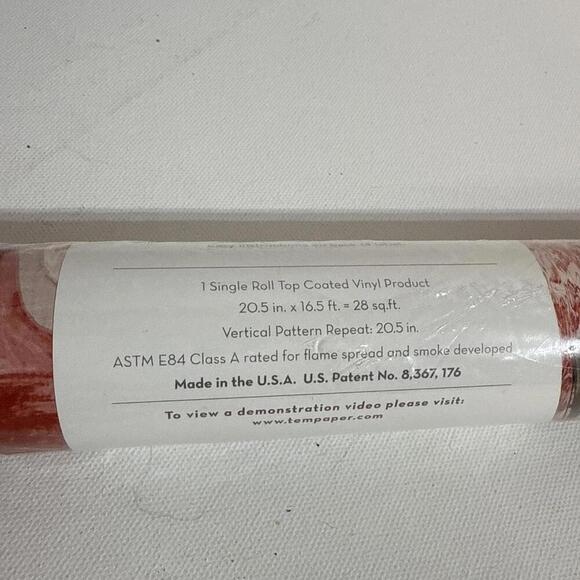 1 Single Roll Top Coated Vinyl Product
20.5 in. x 16.5 ft. = 28 sq.ft.
Vertical Pattern Repeat: 20.5 in.
ASTM E84 Class A rated for flame spread and smoke developed
Made in the U.S.A. U.S. Patent No. 8,367, 176
To view a demonstration video please visit:
www.tempaper.com